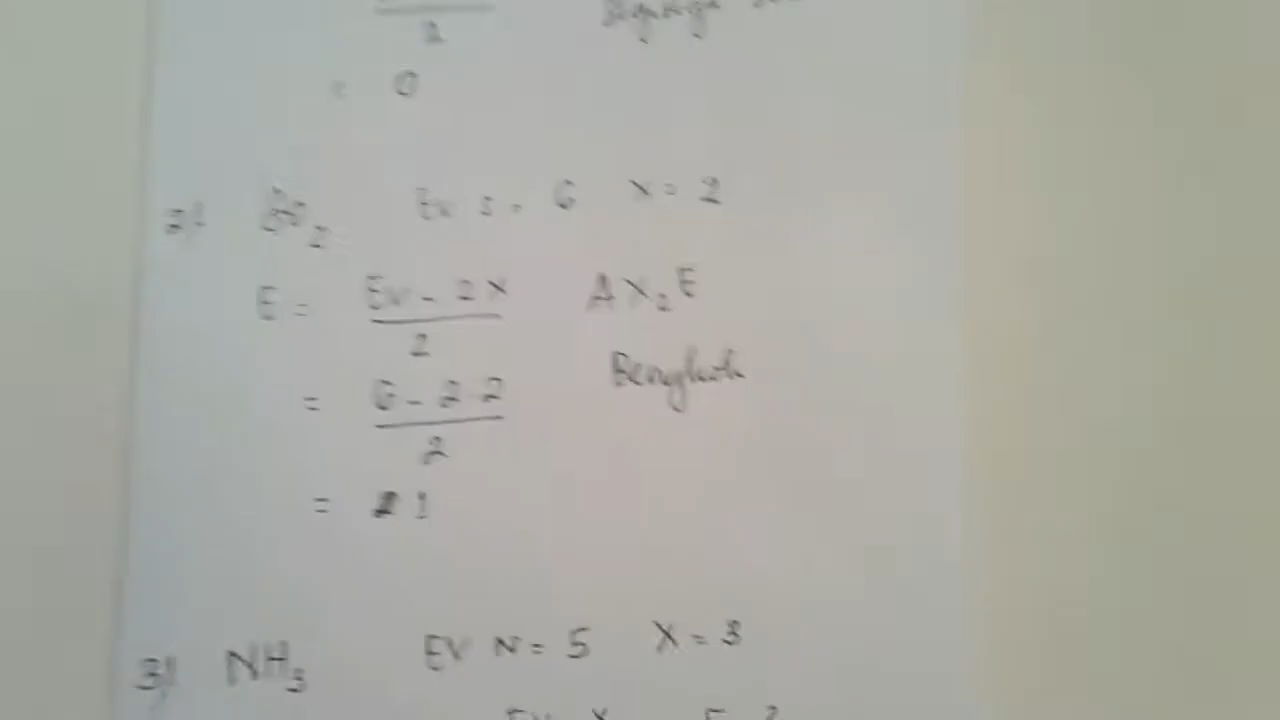 2
= 0
2). SO2 EV S = 6 X = 2
E = EV - 2X AX2E
2
Bengkok
= 6 - 2.2
2
= 1
3). NH3 EV N = 5 X = 3